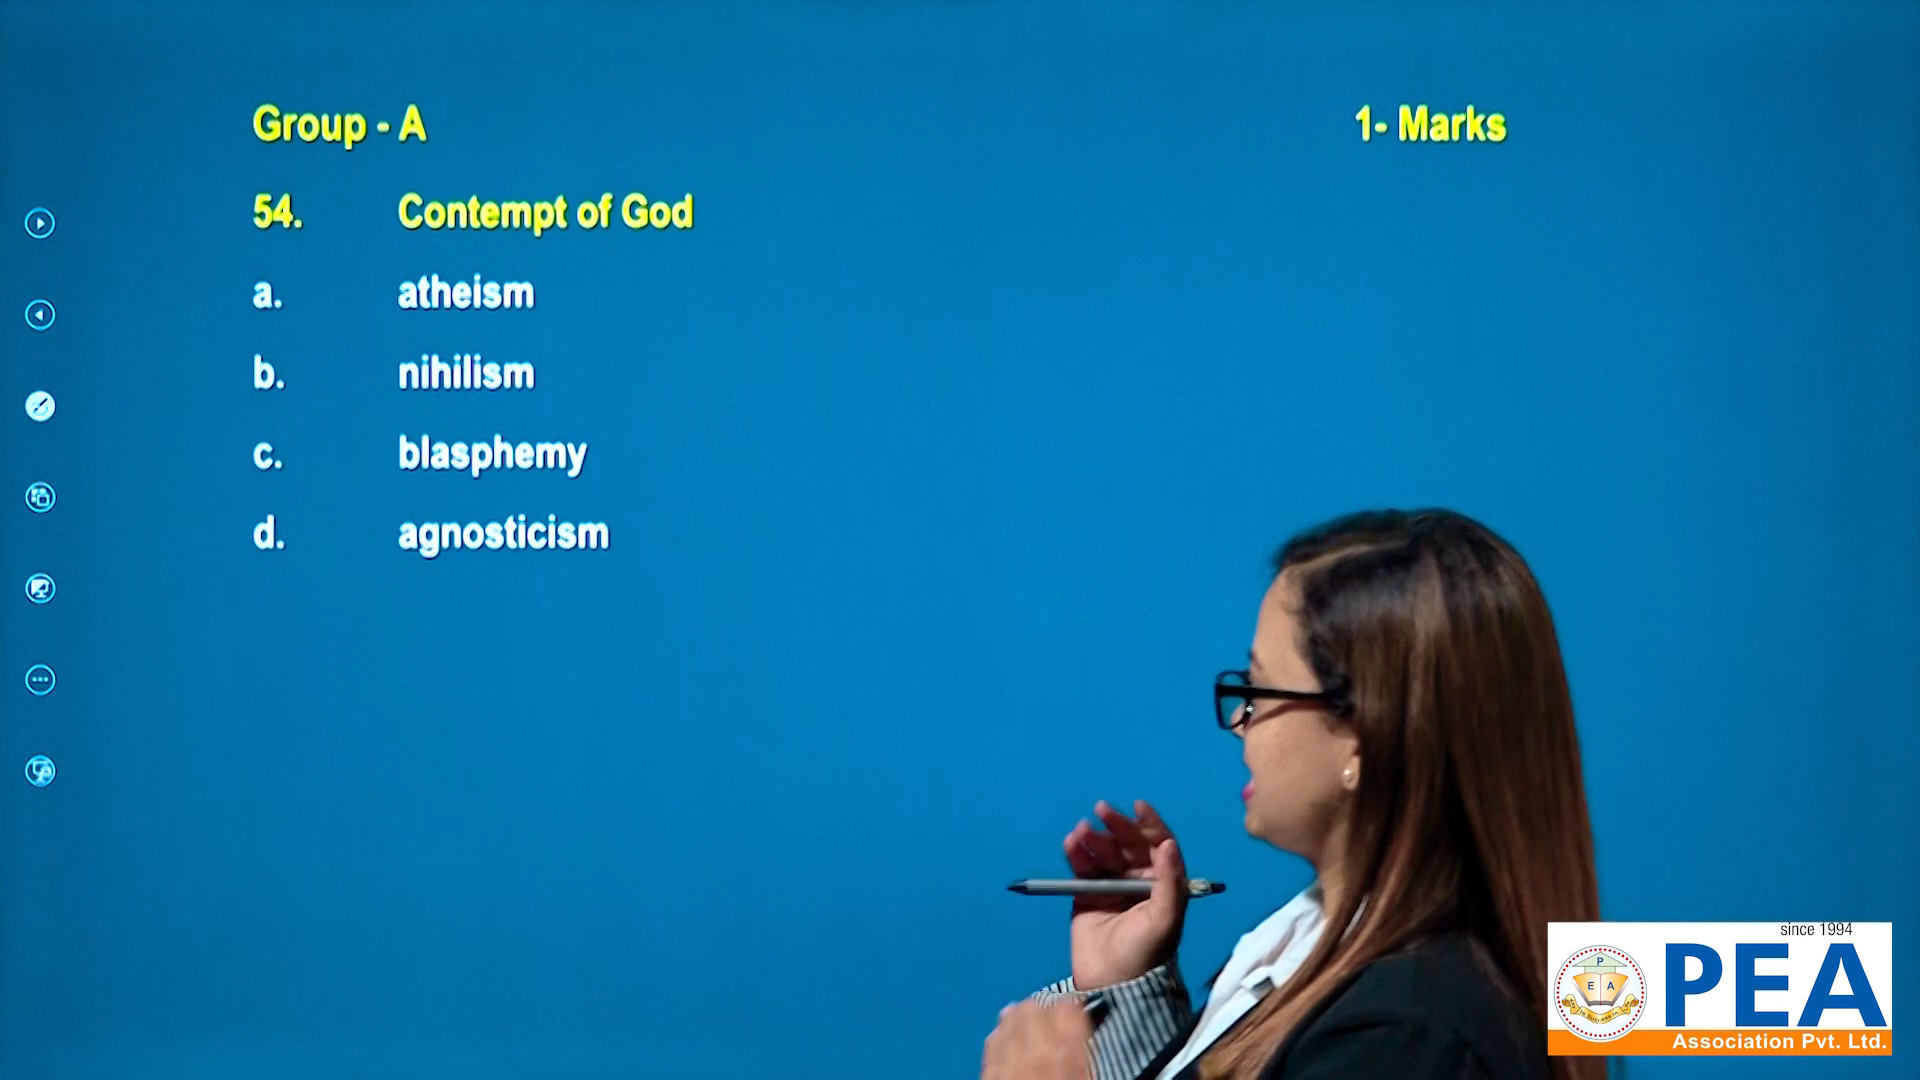 Group - A 1- Marks
54. Contempt of God
a. atheism
b. nihilism
c. blasphemy
d. agnosticism
since 1994
P
E A
PEA
Association Pvt. Ltd.